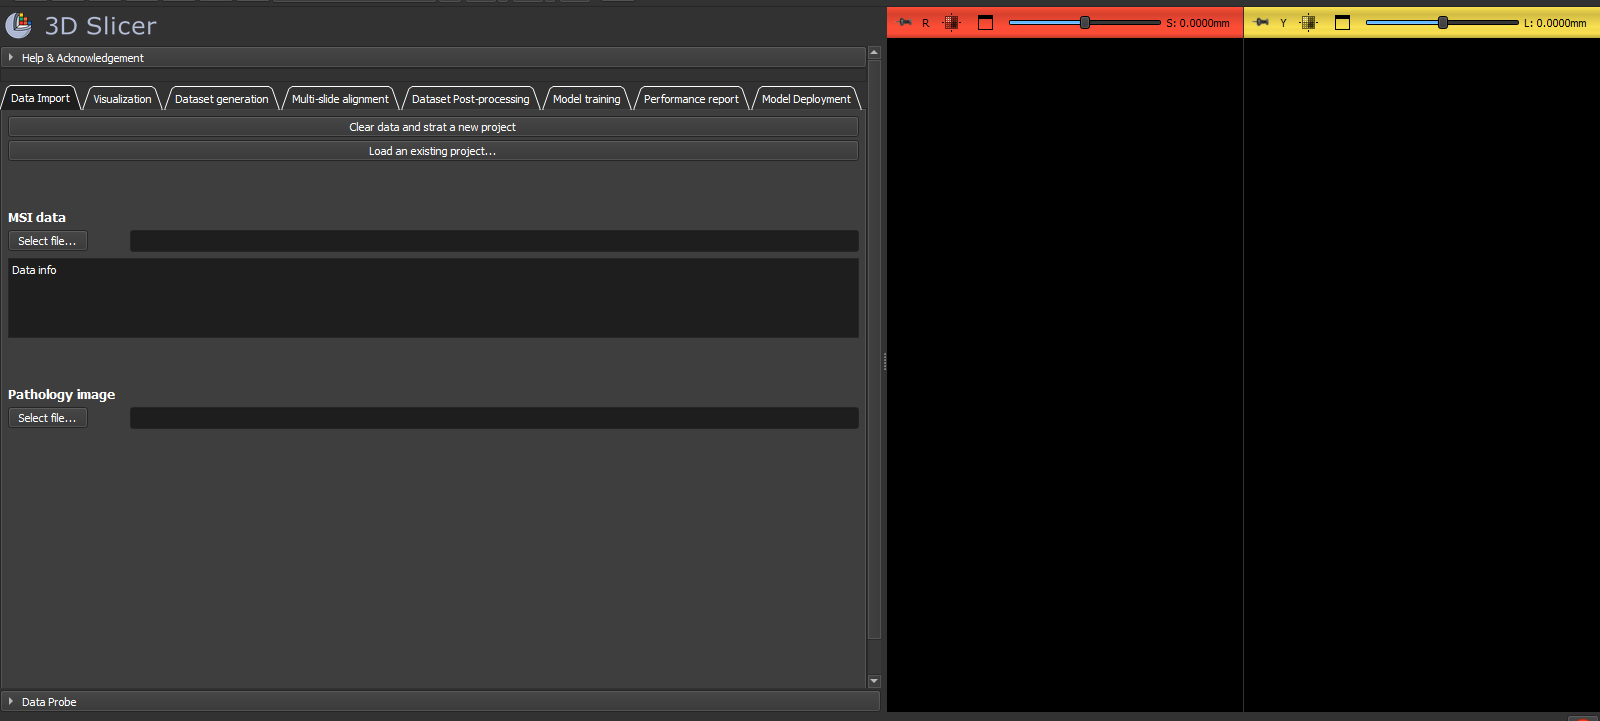 3D Slicer
Help & Acknowledgement
Data Import
Visualization
Dataset generation
Multi-slide alignment
Dataset Post-processing
Model training
Performance report
Model Deployment
Clear data and strat a new project
Load an existing project...
MSI data
Select file...
Data info
Pathology image
Select file...
Data Probe
R
S: 0.0000mm
Y
L: 0.0000mm